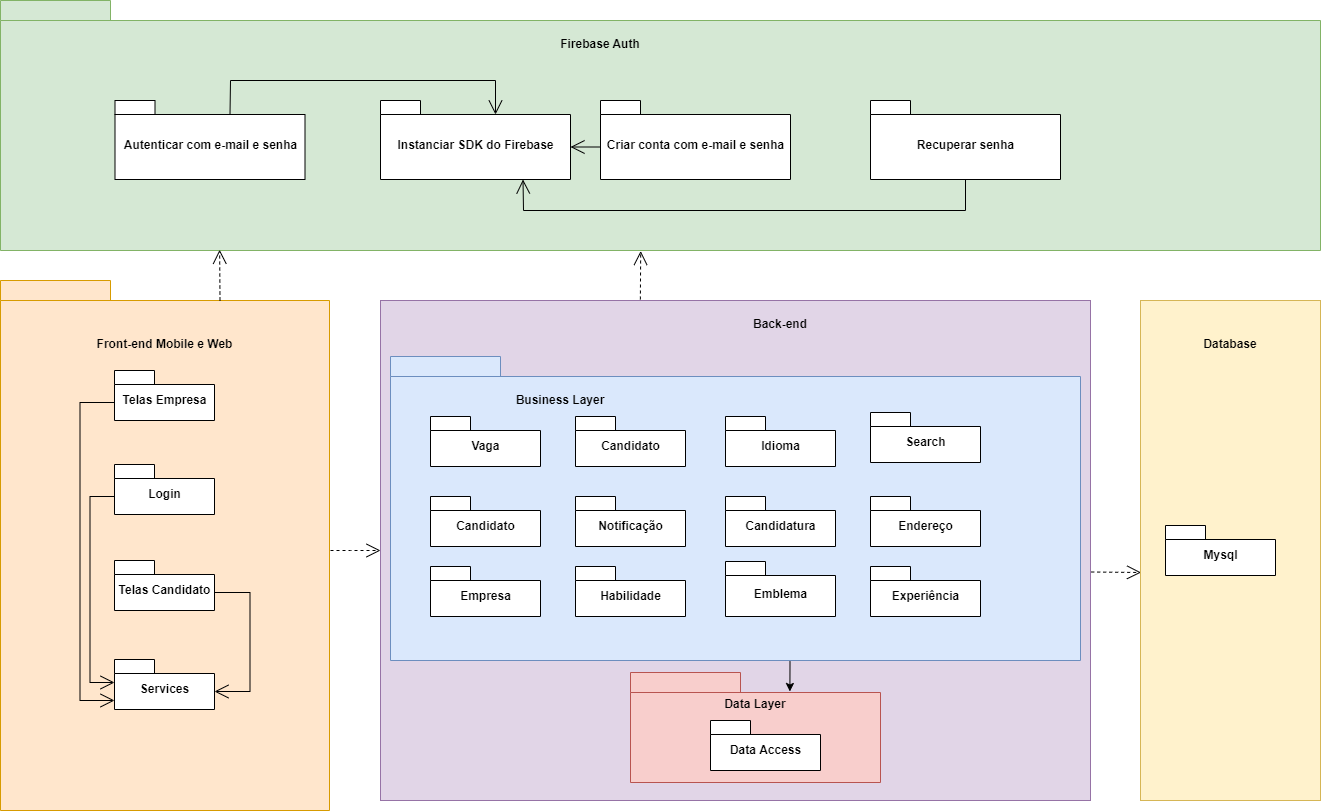 Firebase Auth
Autenticar com e-mail e senha
Instanciar SDK do Firebase
Criar conta com e-mail e senha
Recuperar senha
Front-end Mobile e Web
Telas Empresa
Login
Telas Candidato
Services
Back-end
Business Layer
Vaga
Candidato
Idioma
Search
Candidato
Notificação
Candidatura
Endereço
Empresa
Habilidade
Emblema
Experiência
Data Layer
Data Access
Database
Mysql